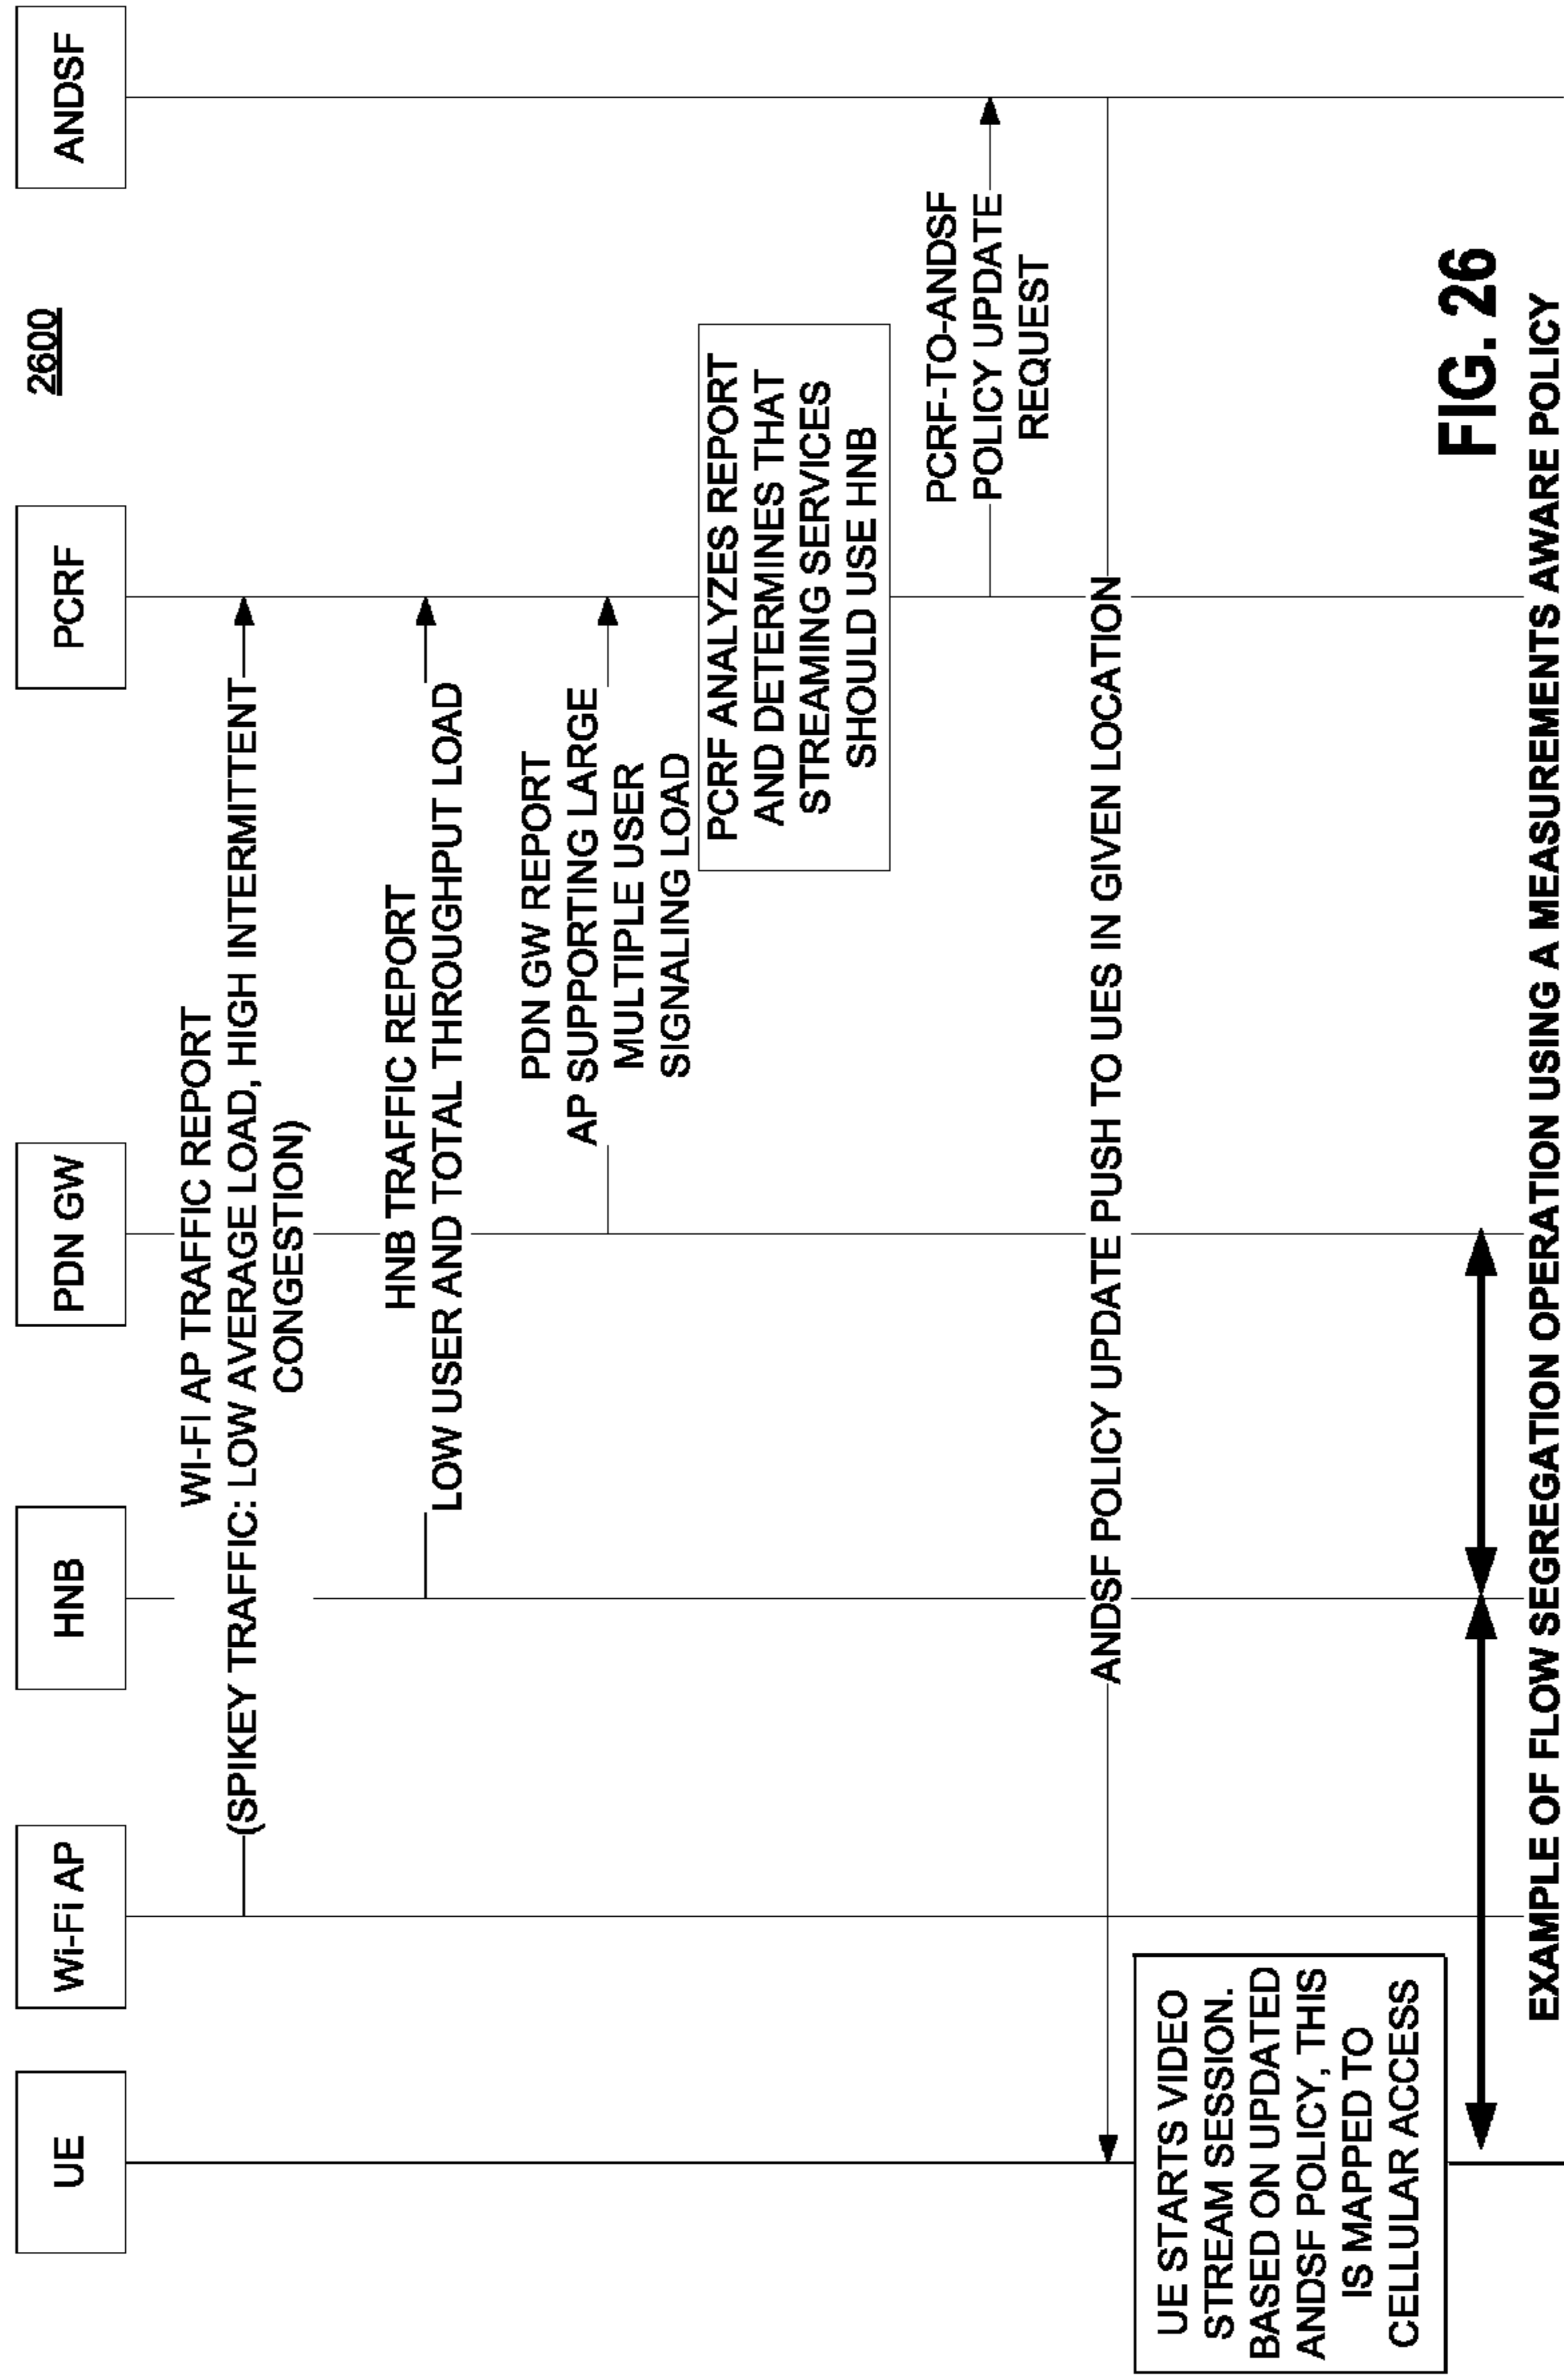 2600
UE
Wi-Fi AP
HNB
PDN GW
PCRF
ANDSF
WI-FI AP TRAFFIC REPORT
(SPIKEY TRAFFIC: LOW AVERAGE LOAD, HIGH INTERMITTENT
CONGESTION)
HNB TRAFFIC REPORT
LOW USER AND TOTAL THROUGHPUT LOAD
PDN GW REPORT
AP SUPPORTING LARGE
MULTIPLE USER
SIGNALING LOAD
PCRF ANALYZES REPORT
AND DETERMINES THAT
STREAMING SERVICES
SHOULD USE HNB
PCRF-TO-ANDSF
POLICY UPDATE
REQUEST
ANDSF POLICY UPDATE PUSH TO UES IN GIVEN LOCATION
UE STARTS VIDEO
STREAM SESSION.
BASED ON UPDATED
ANDSF POLICY, THIS
IS MAPPED TO
CELLULAR ACCESS
FIG. 26
EXAMPLE OF FLOW SEGREGATION OPERATION USING A MEASUREMENTS AWARE POLICY